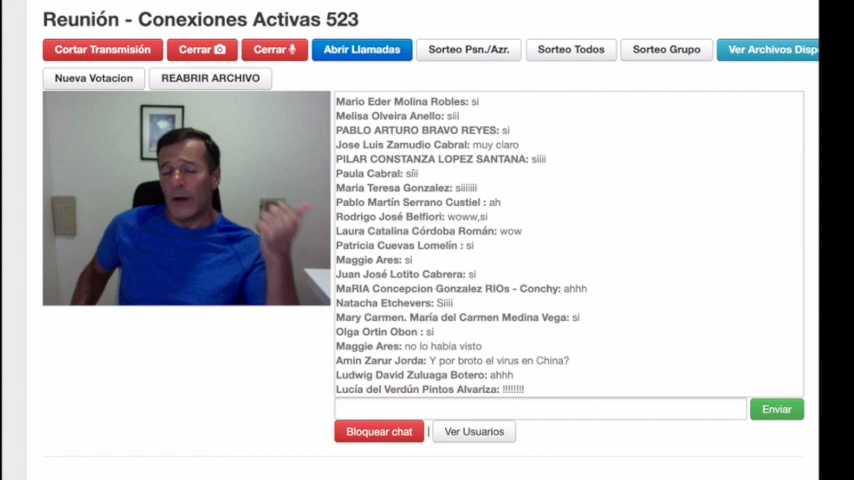 Reunión - Conexiones Activas 523
Cortar Transmisión Cerrar Cerrar Abrir Llamadas Sorteo Psn./Azr. Sorteo Todos Sorteo Grupo Ver Archivos Disp
Nueva Votacion REABRIR ARCHIVO
Mario Eder Molina Robles: si
Melisa Olveira Anello: siii
PABLO ARTURO BRAVO REYES: si
Jose Luis Zamudio Cabral: muy claro
PILAR CONSTANZA LOPEZ SANTANA: siiii
Paula Cabral: síii
Maria Teresa Gonzalez: siiiiiii
Pablo Martín Serrano Custiel : ah
Rodrigo José Belfiori: woww,si
Laura Catalina Córdoba Román: wow
Patricia Cuevas Lomelín : si
Maggie Ares: si
Juan José Lotito Cabrera: si
MaRIA Concepcion Gonzalez RIOs - Conchy: ahhh
Natacha Etchevers: Siiii
Mary Carmen. María del Carmen Medina Vega: si
Olga Ortin Obon : si
Maggie Ares: no lo habia visto
Amin Zarur Jorda: Y por broto el virus en China?
Ludwig David Zuluaga Botero: ahhh
Lucía del Verdún Pintos Alvariza: !!!!!!!!
Enviar
Bloquear chat | Ver Usuarios